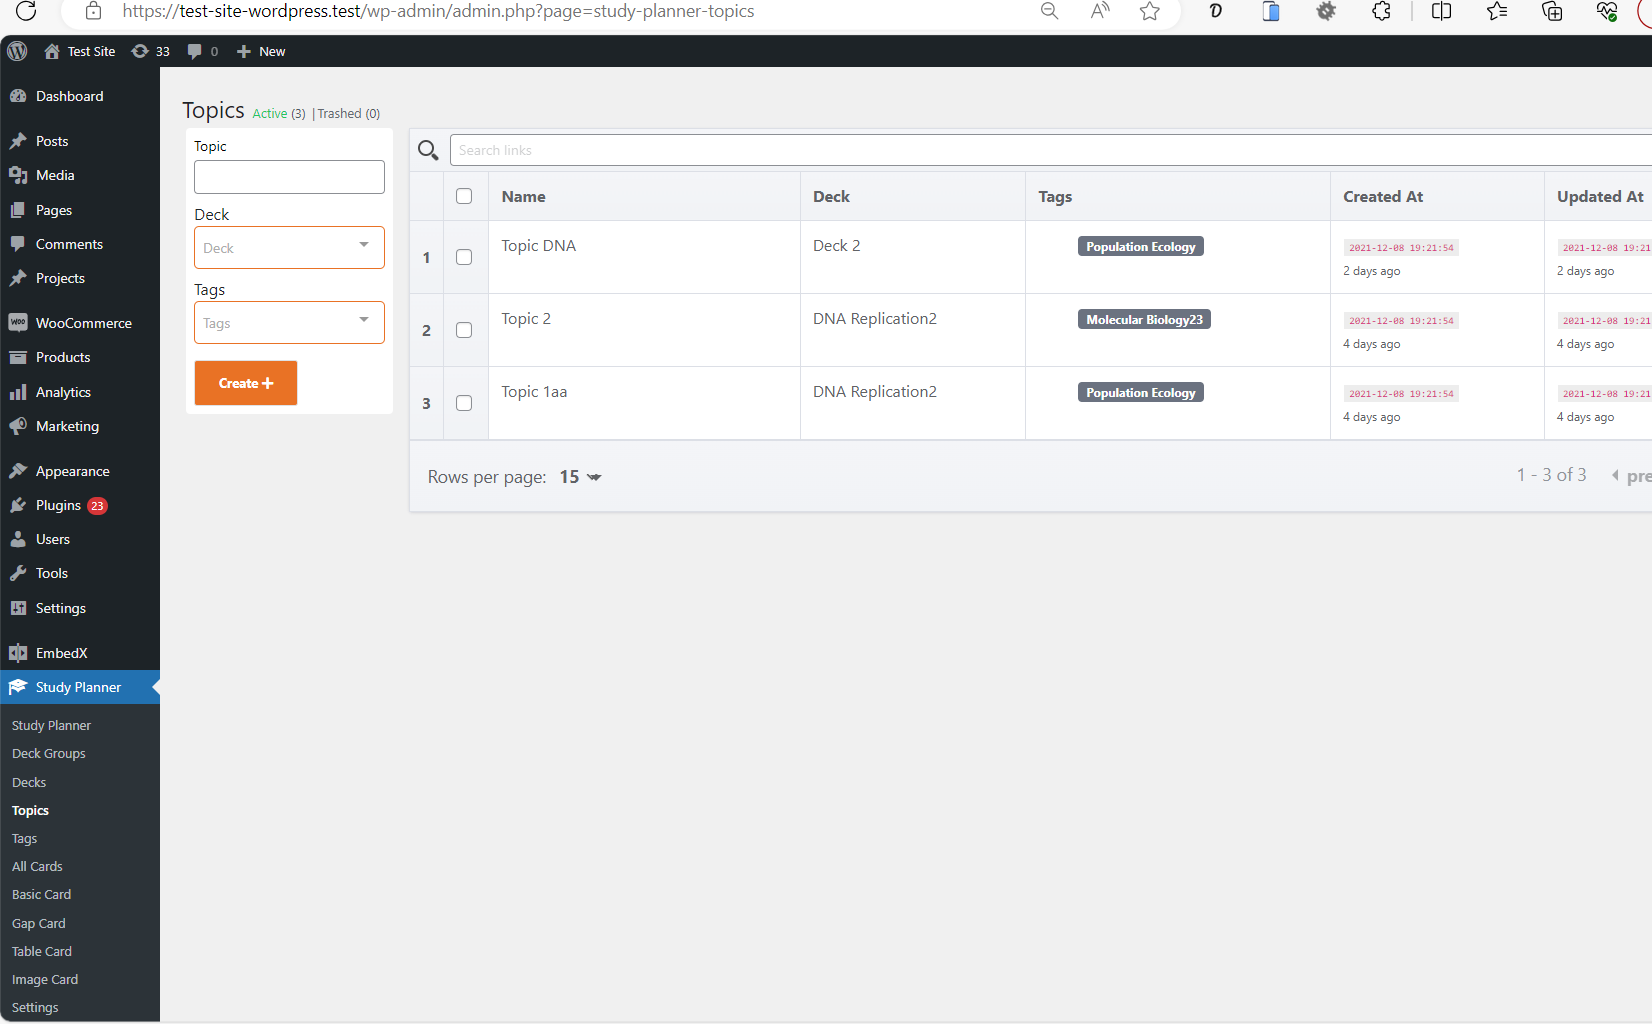 https://test-site-wordpress.test/wp-admin/admin.php?page=study-planner-topics
Test Site 33 0 New
Dashboard
Posts
Media
Pages
Comments
Projects
WooCommerce
Products
Analytics
Marketing
Appearance
Plugins 23
Users
Tools
Settings
EmbedX
Study Planner
Study Planner
Deck Groups
Decks
Topics
Tags
All Cards
Basic Card
Gap Card
Table Card
Image Card
Settings
Topics Active (3) | Trashed (0)
Topic
Deck
Deck
Tags
Tags
Create +
Search links
Name Deck Tags Created At Updated At
1 Topic DNA Deck 2 Population Ecology 2021-12-08 19:21:54 2021-12-08 19:21
2 days ago 2 days ago
2 Topic 2 DNA Replication2 Molecular Biology23 2021-12-08 19:21:54 2021-12-08 19:21
4 days ago 4 days ago
3 Topic 1aa DNA Replication2 Population Ecology 2021-12-08 19:21:54 2021-12-08 19:21
4 days ago 4 days ago
Rows per page: 15 1 - 3 of 3 pre